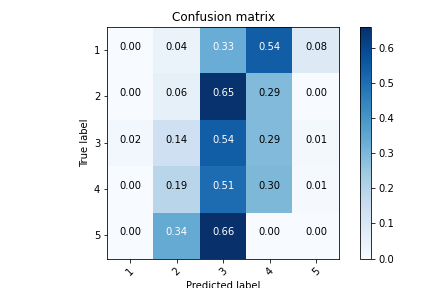 Confusion matrix
1 0.00 0.04 0.33 0.54 0.08
2 0.00 0.06 0.65 0.29 0.00
3 0.02 0.14 0.54 0.29 0.01
4 0.00 0.19 0.51 0.30 0.01
5 0.00 0.34 0.66 0.00 0.00
1 2 3 4 5
True label
Predicted label
0.6
0.5
0.4
0.3
0.2
0.1
0.0